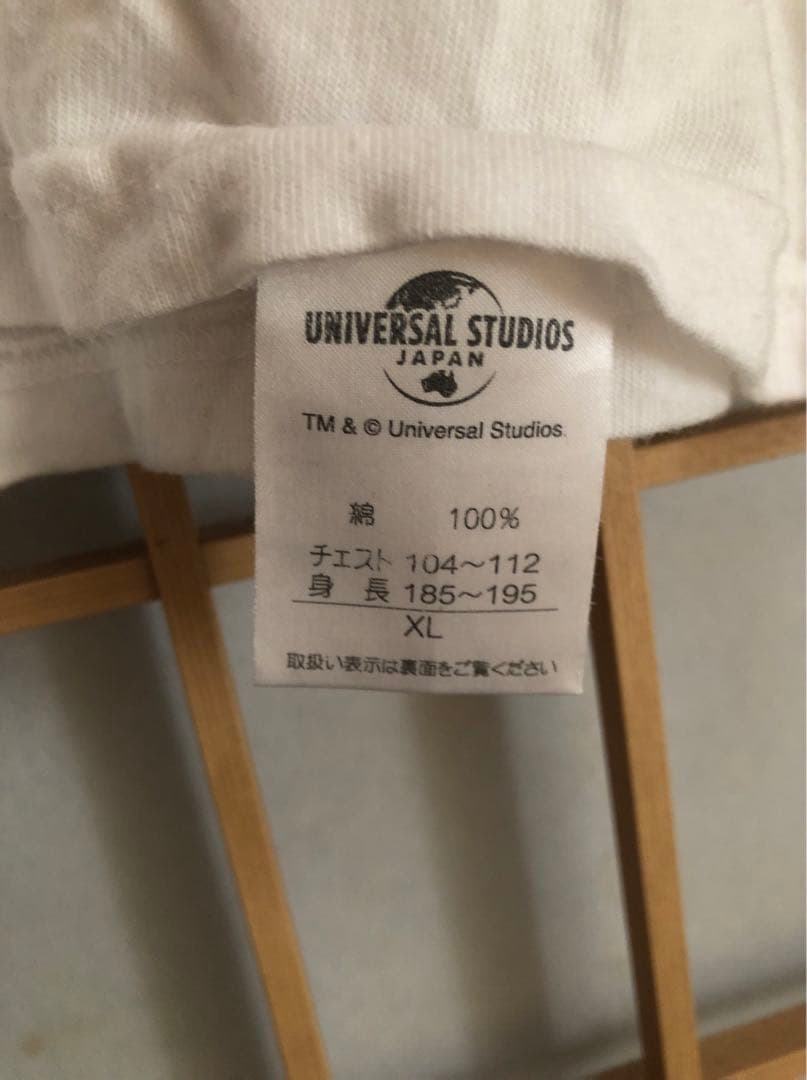 UNIVERSAL STUDIOS
JAPAN
TM & © Universal Studios.
綿 100%
チェスト 104～112
身長 185～195
XL
取扱い表示は裏面をご覧ください